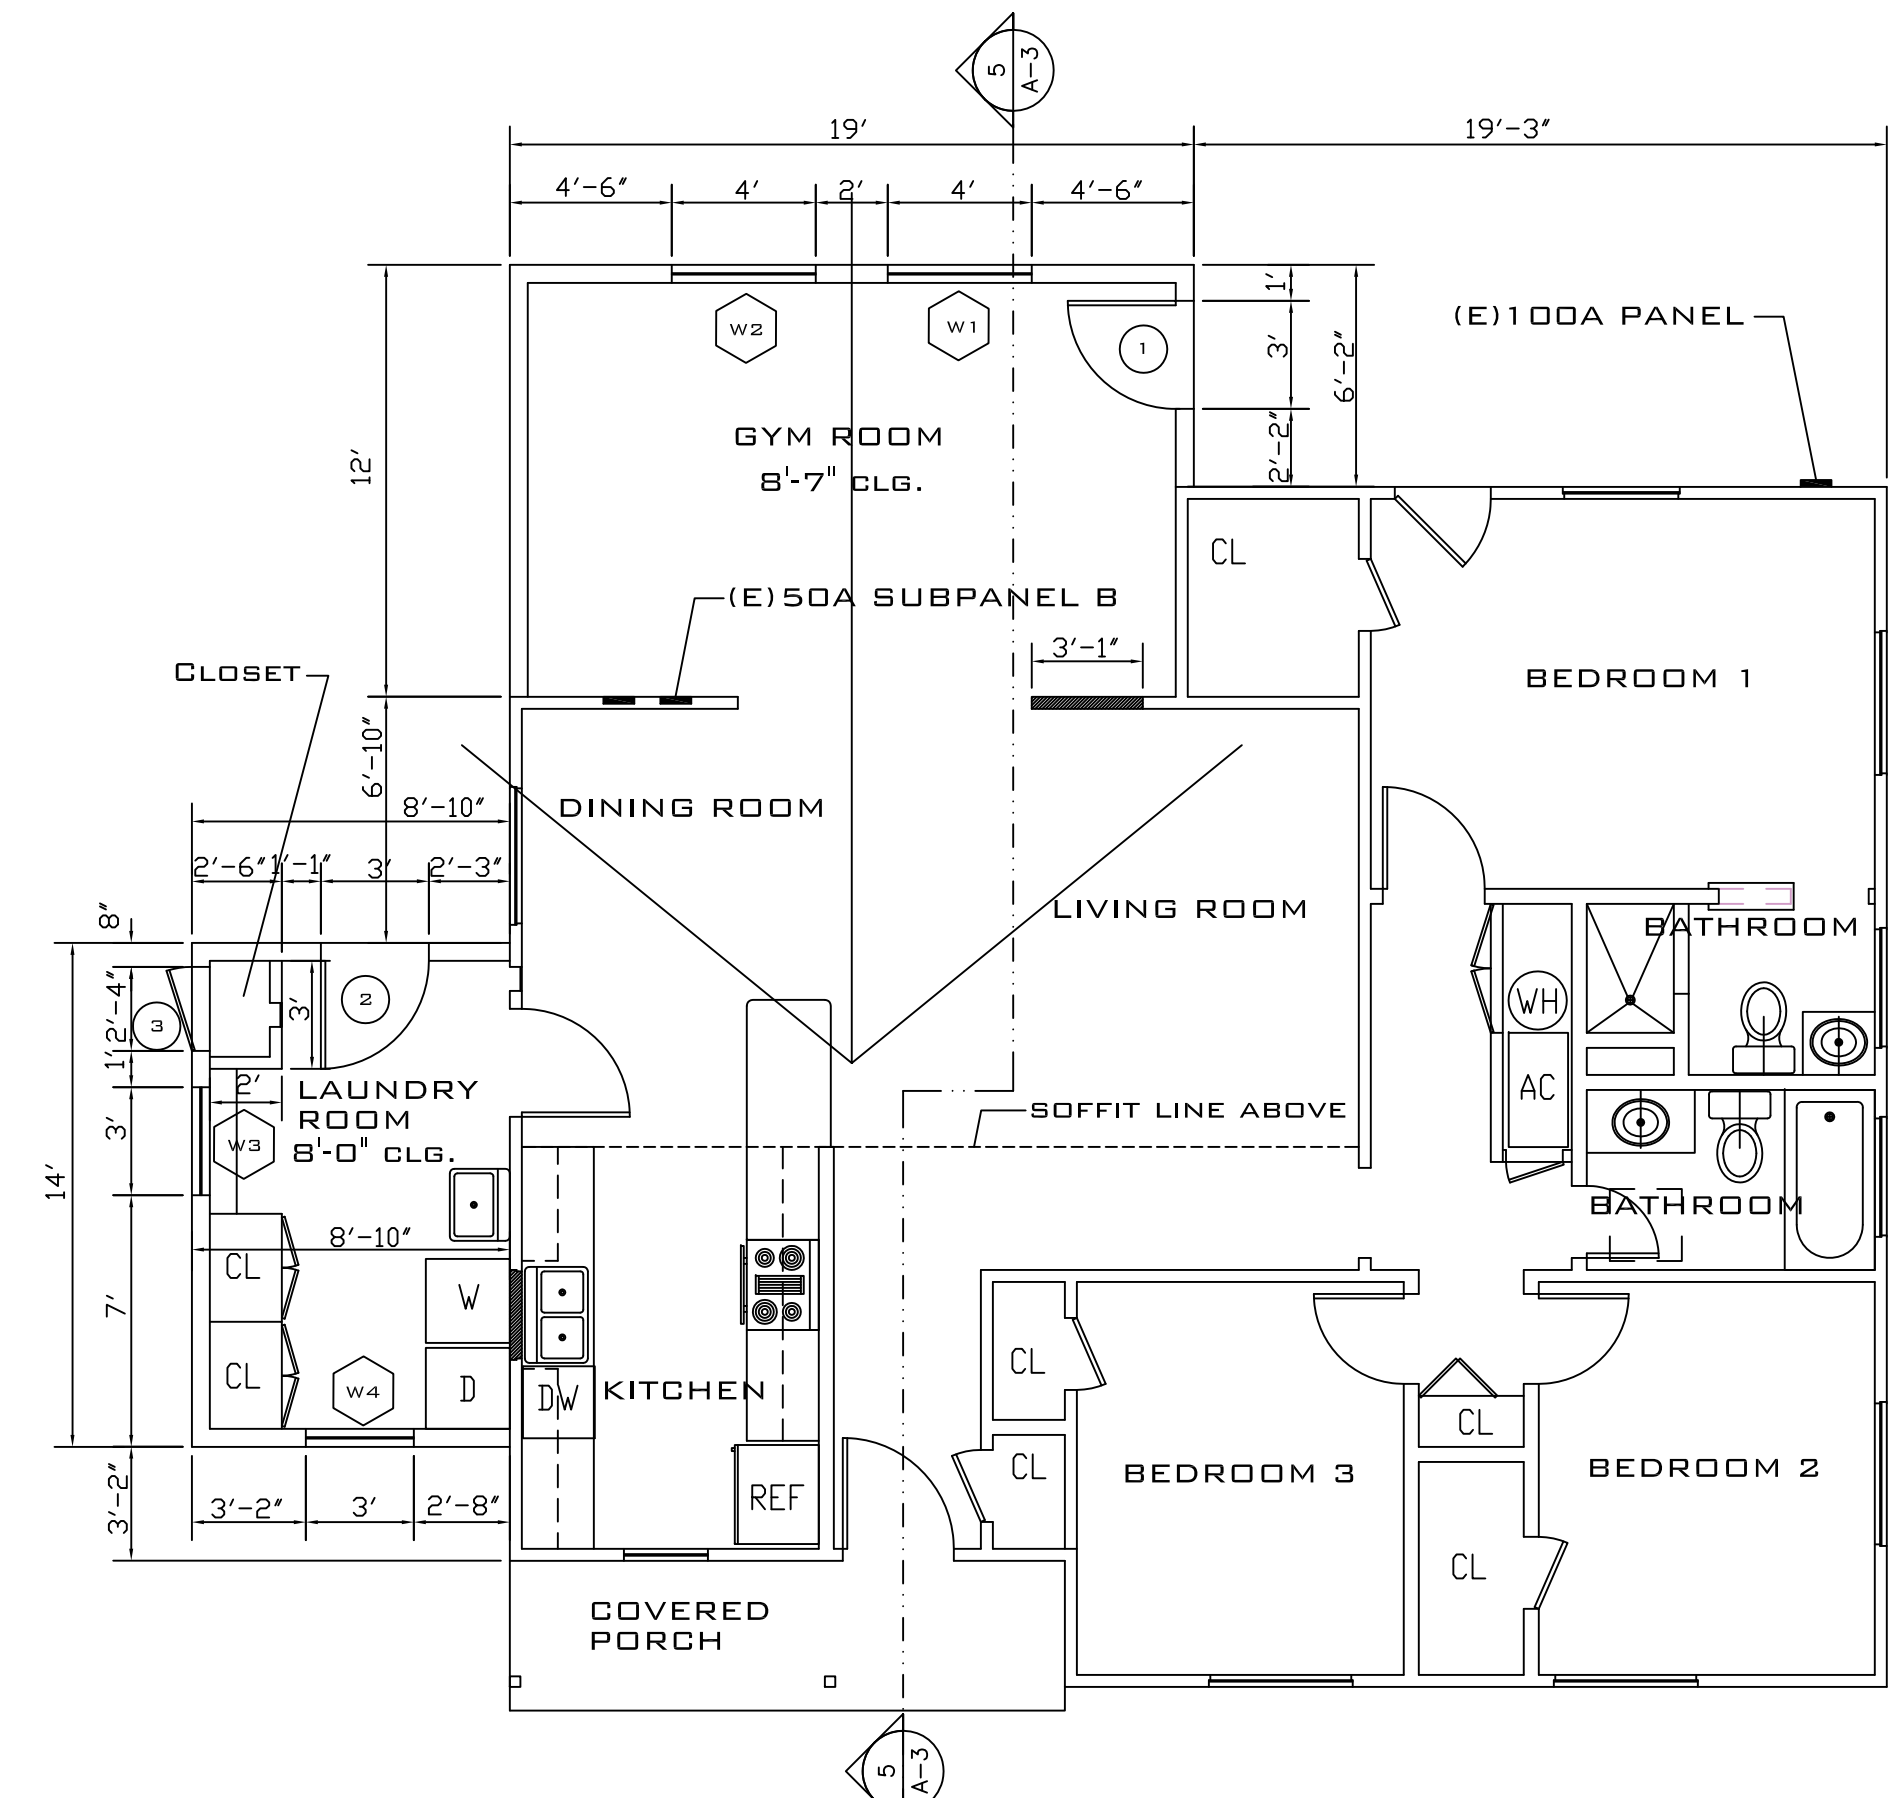 5
A-3
19'
19'-3"
4'-6"
4'
2'
4'
4'-6"
1'
3'
6'-2"
2'-2"
(E)100A PANEL
W2
W1
1
GYM ROOM
8'-7" CLG.
12'
CL
(E)50A SUBPANEL B
3'-1"
CLOSET
BEDROOM 1
6'-10"
8'-10"
DINING ROOM
2'-6"
1'-1"
3'
2'-3"
LIVING ROOM
BATHROOM
8"
2'-4"
3
3'
2
WH
1'
2'
LAUNDRY
ROOM
8'-0" CLG.
AC
SOFFIT LINE ABOVE
3'
W3
14'
BATHROOM
8'-10"
CL
W
7'
CL
W4
D
DW
KITCHEN
CL
CL
CL
BEDROOM 3
BEDROOM 2
3'-2"
3'-2"
3'
2'-8"
REF
CL
COVERED
PORCH
5
A-3